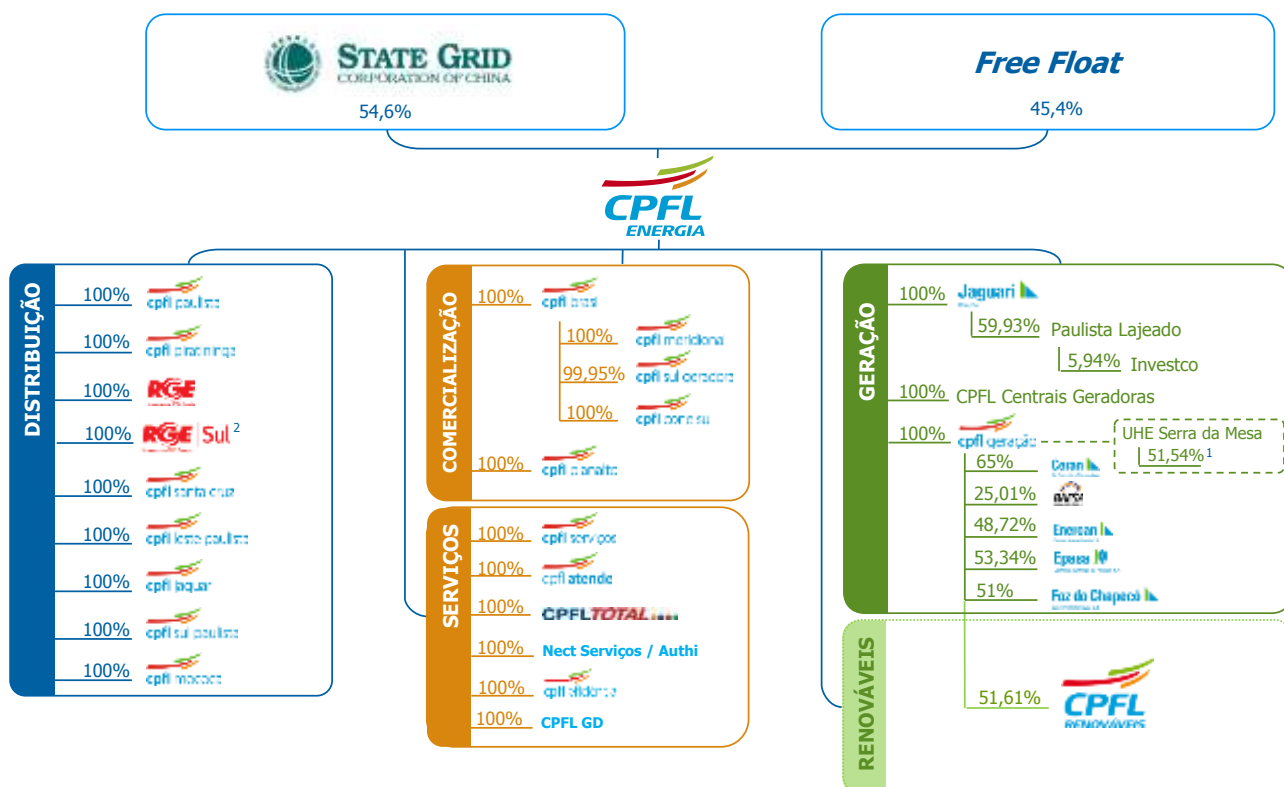 STATE GRID
CORPORATION OF CHINA
54,6%
Free Float
45,4%
CPFL
ENERGIA
DISTRIBUIÇÃO
100%
cpfl paulista
100%
cpfl piratininga
100%
RGE
100%
RGE Sul 2
100%
cpfl santa cruz
100%
cpfl leste paulista
100%
cpfl jaguari
100%
cpfl sul paulista
100%
cpfl mococa
COMERCIALIZAÇÃO
100%
cpfl brasil
100%
cpfl meridional
99,95%
cpfl sul geradora
100%
cpfl cone sul
100%
cpfl planalto
SERVIÇOS
100%
cpfl serviços
100%
cpfl atende
100%
CPFL TOTAL
100%
Nect Serviços / Authi
100%
cpfl eficiência
100%
CPFL GD
GERAÇÃO
100%
Jaguari
59,93%
Paulista Lajeado
5,94%
Investco
100%
CPFL Centrais Geradoras
100%
cpfl geração
UHE Serra da Mesa
51,54% 1
65%
Ceran
25,01%
BAESA
48,72%
Enercan
53,34%
Epasa
51%
Foz do Chapecó
RENOVÁVEIS
51,61%
CPFL
RENOVÁVEIS